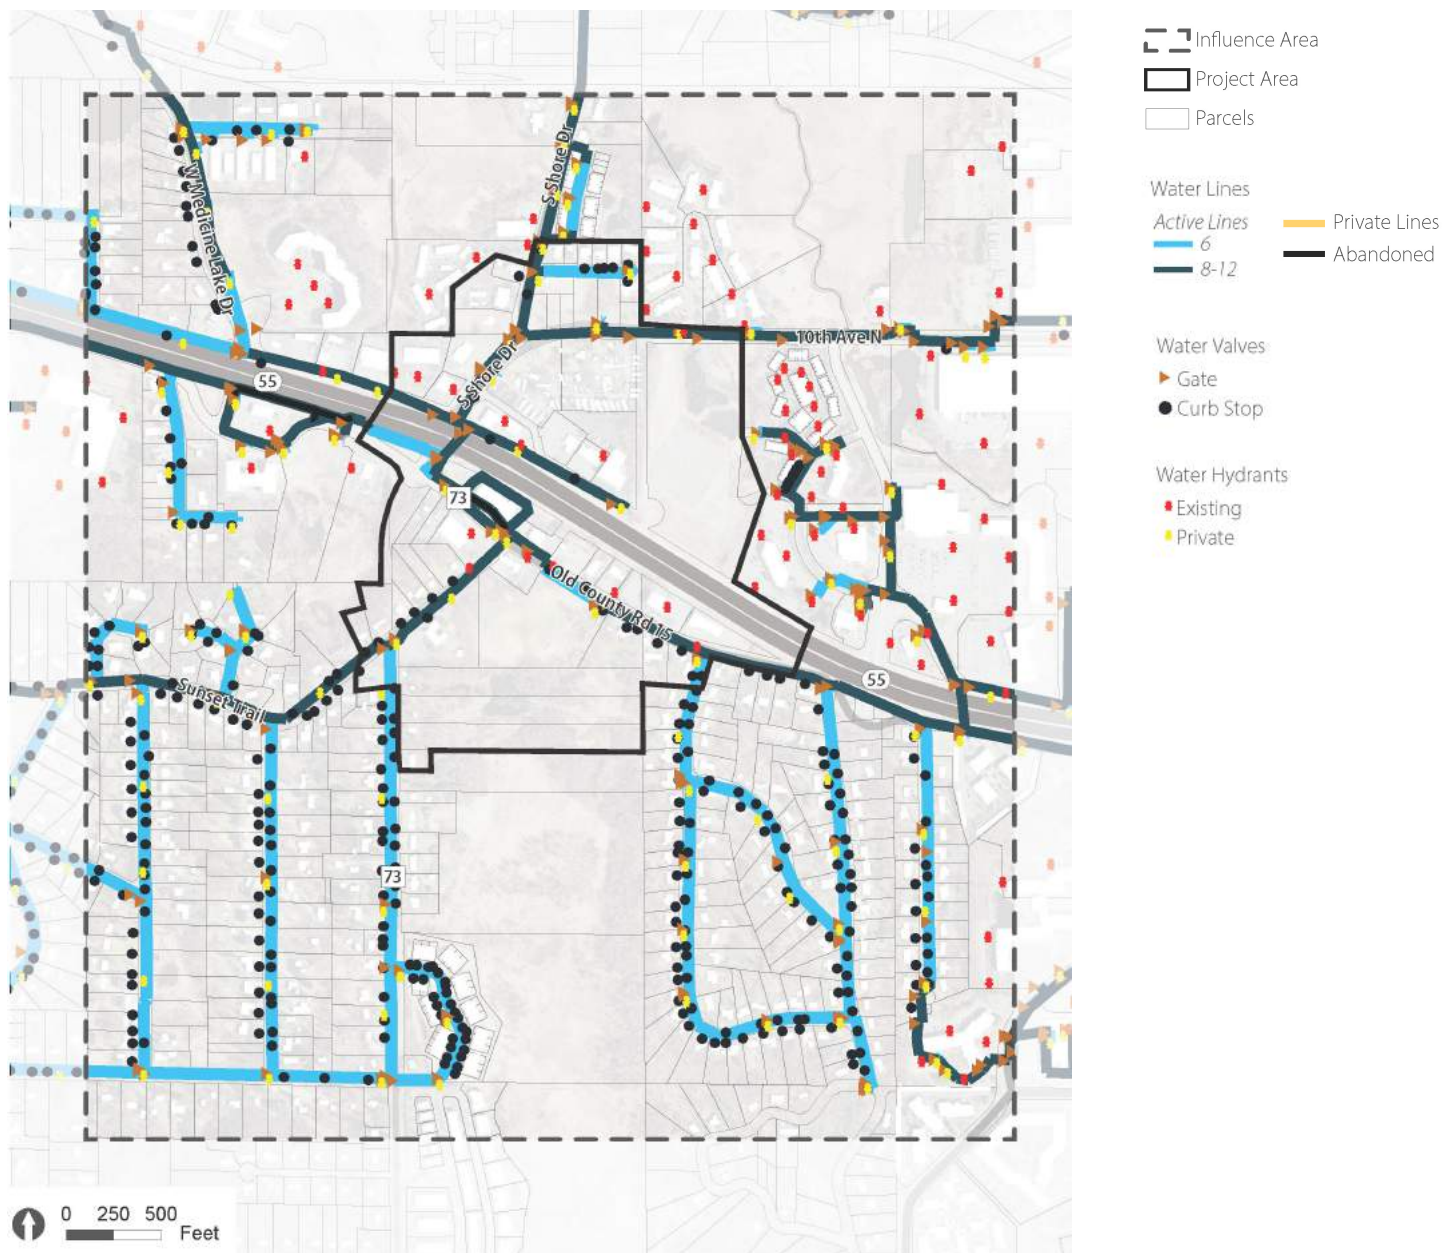 Influence Area
Project Area
Parcels
Water Lines
Active Lines
6
8-12
Private Lines
Abandoned
Water Valves
Gate
Curb Stop
Water Hydrants
Existing
Private
S Shore Dr
W Medicine Lake Dr
10th Ave N
S Shore Dr
55
73
Old County Rd 15
55
Sunset Trail
73
0 250 500
Feet